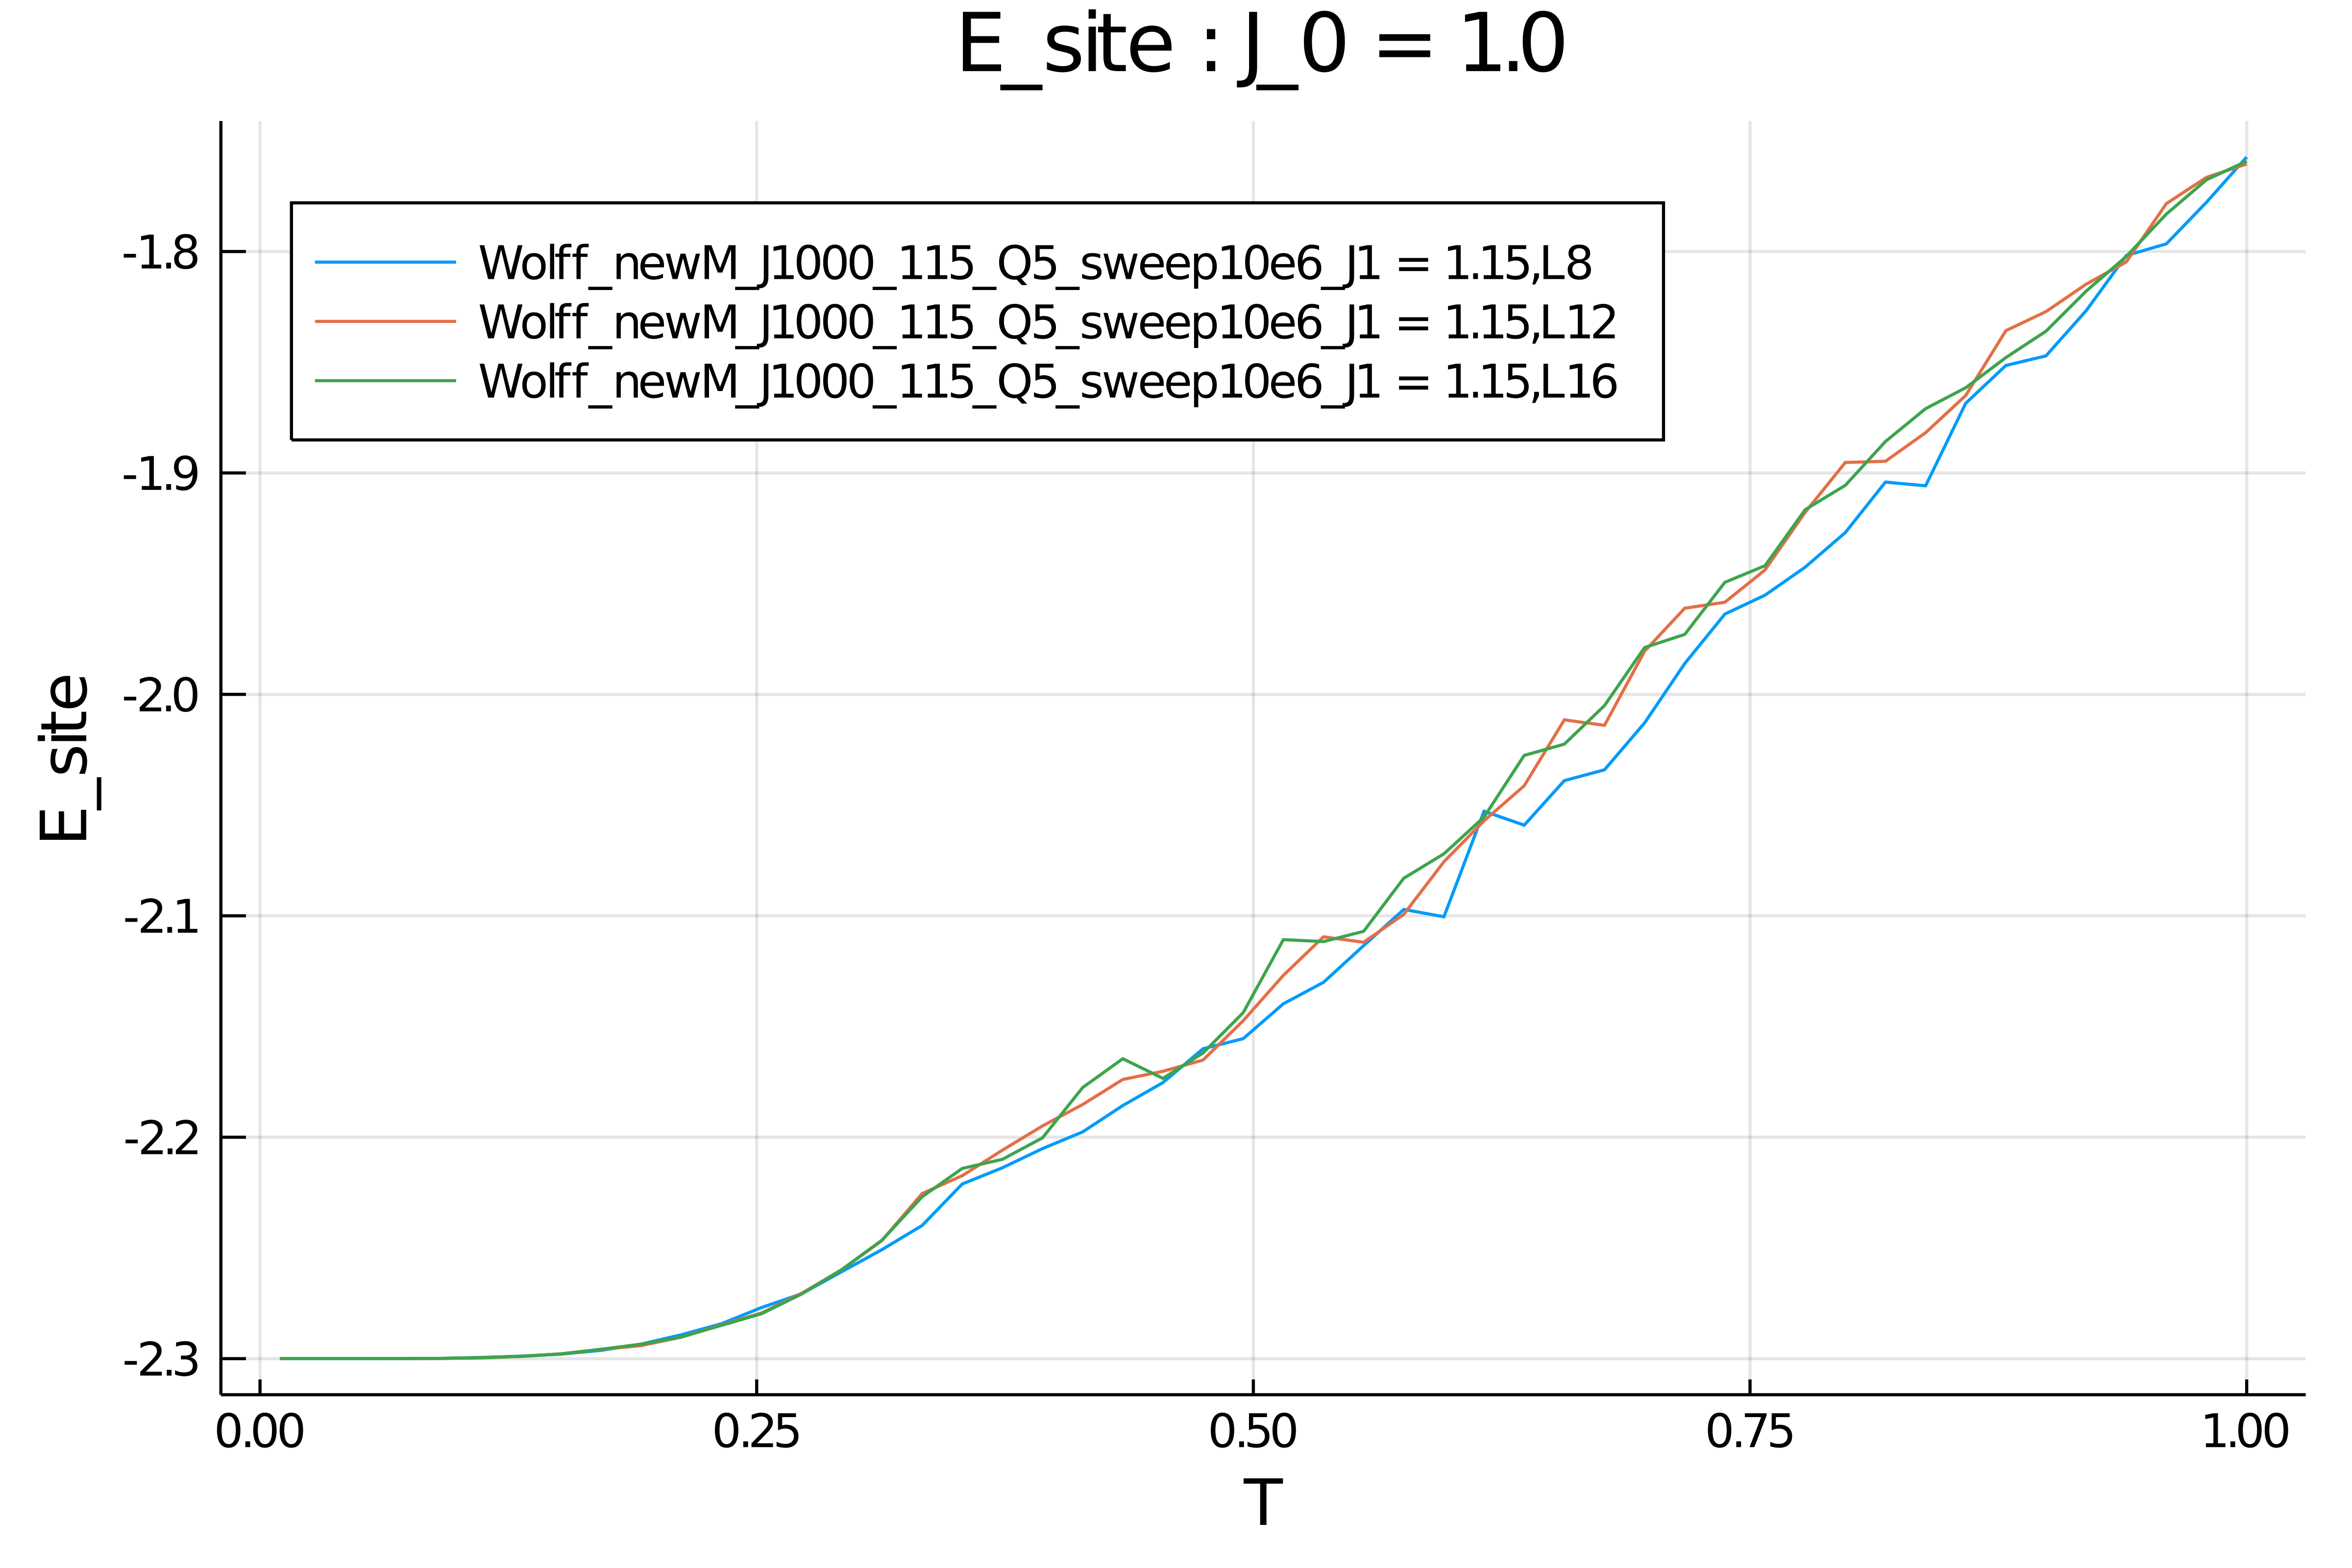 E_site : J_0 = 1.0
Wolff_newM_J1000_115_Q5_sweep10e6_J1 = 1.15,L8
Wolff_newM_J1000_115_Q5_sweep10e6_J1 = 1.15,L12
Wolff_newM_J1000_115_Q5_sweep10e6_J1 = 1.15,L16
E_site
-1.8
-1.9
-2.0
-2.1
-2.2
-2.3
0.00 0.25 0.50 0.75 1.00
T